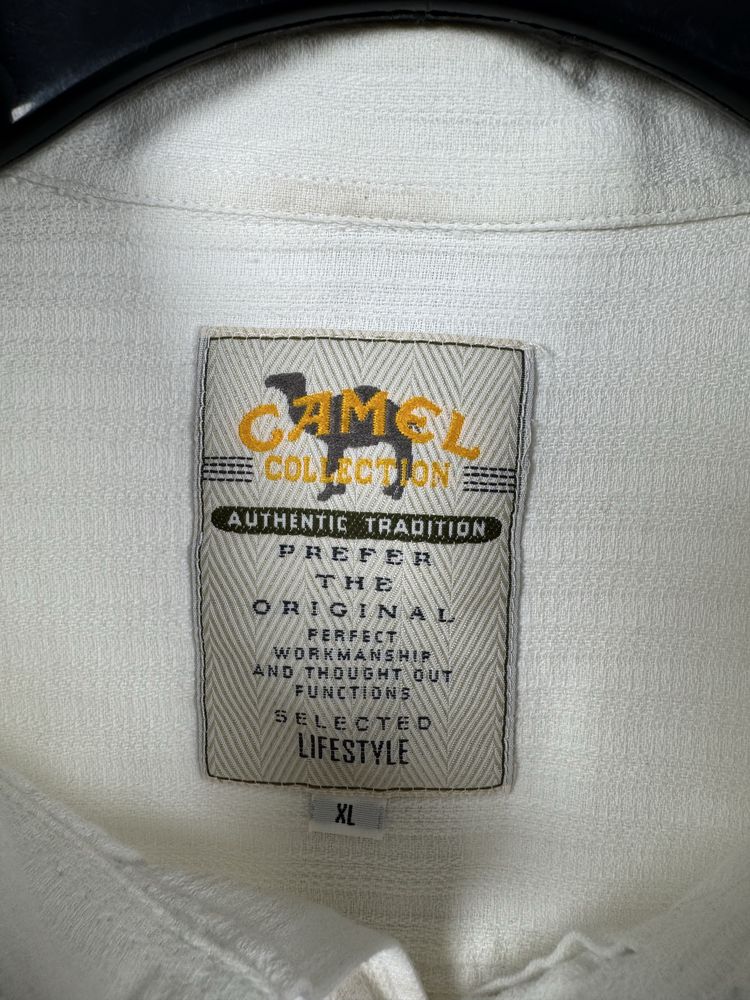 CAMEL
COLLECTION
AUTHENTIC TRADITION
PREFER
THE
ORIGINAL
PERFECT
WORKMANSHIP
AND THOUGHT OUT
FUNCTIONS
SELECTED
LIFESTYLE
XL